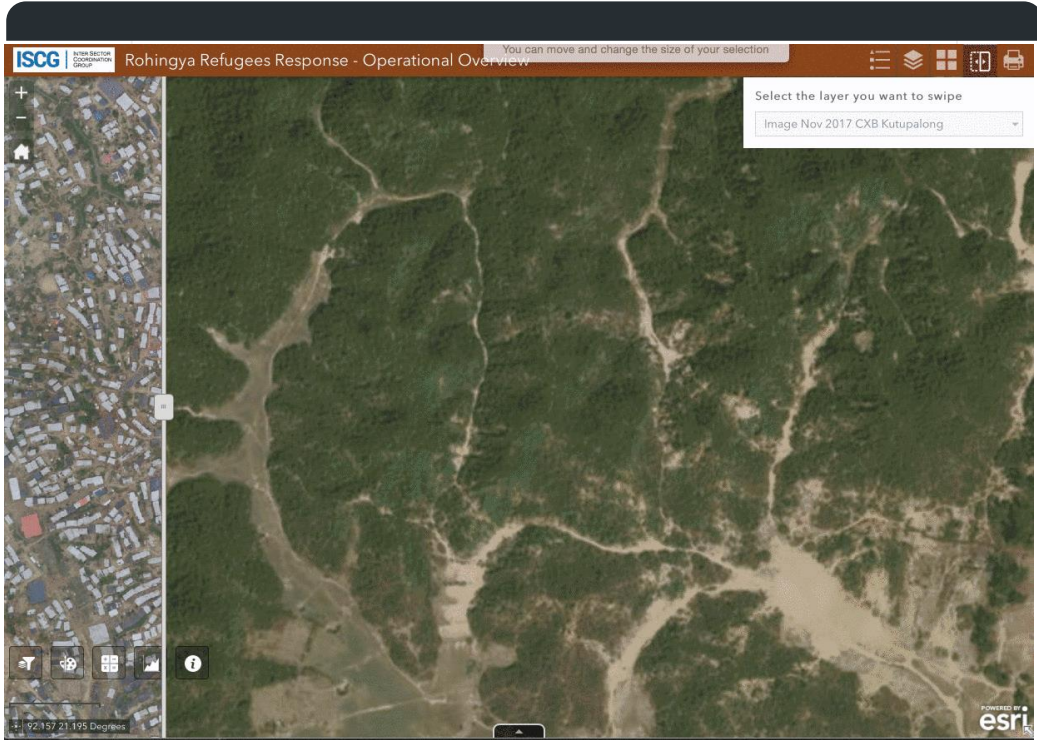 ISCG
INTER SECTOR
COORDINATION
GROUP
Rohingya Refugees Response - Operational Overview
You can move and change the size of your selection
Select the layer you want to swipe
Image Nov 2017 CXB Kutupalong
+
−
92.157 21.195 Degrees
POWERED BY
esri